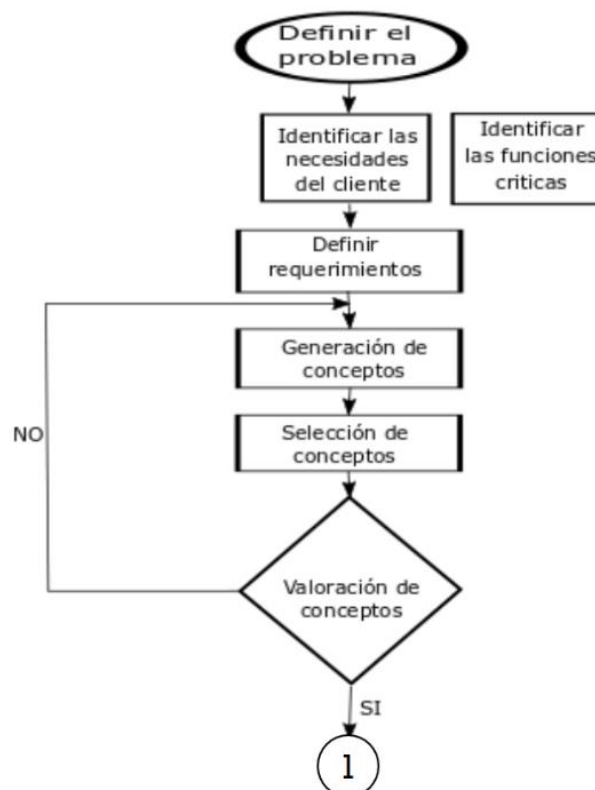 Definir el
problema
Identificar las
necesidades
del cliente
Identificar
las funciones
criticas
Definir
requerimientos
Generación de
conceptos
Selección de
conceptos
NO
Valoración de
conceptos
SI
1